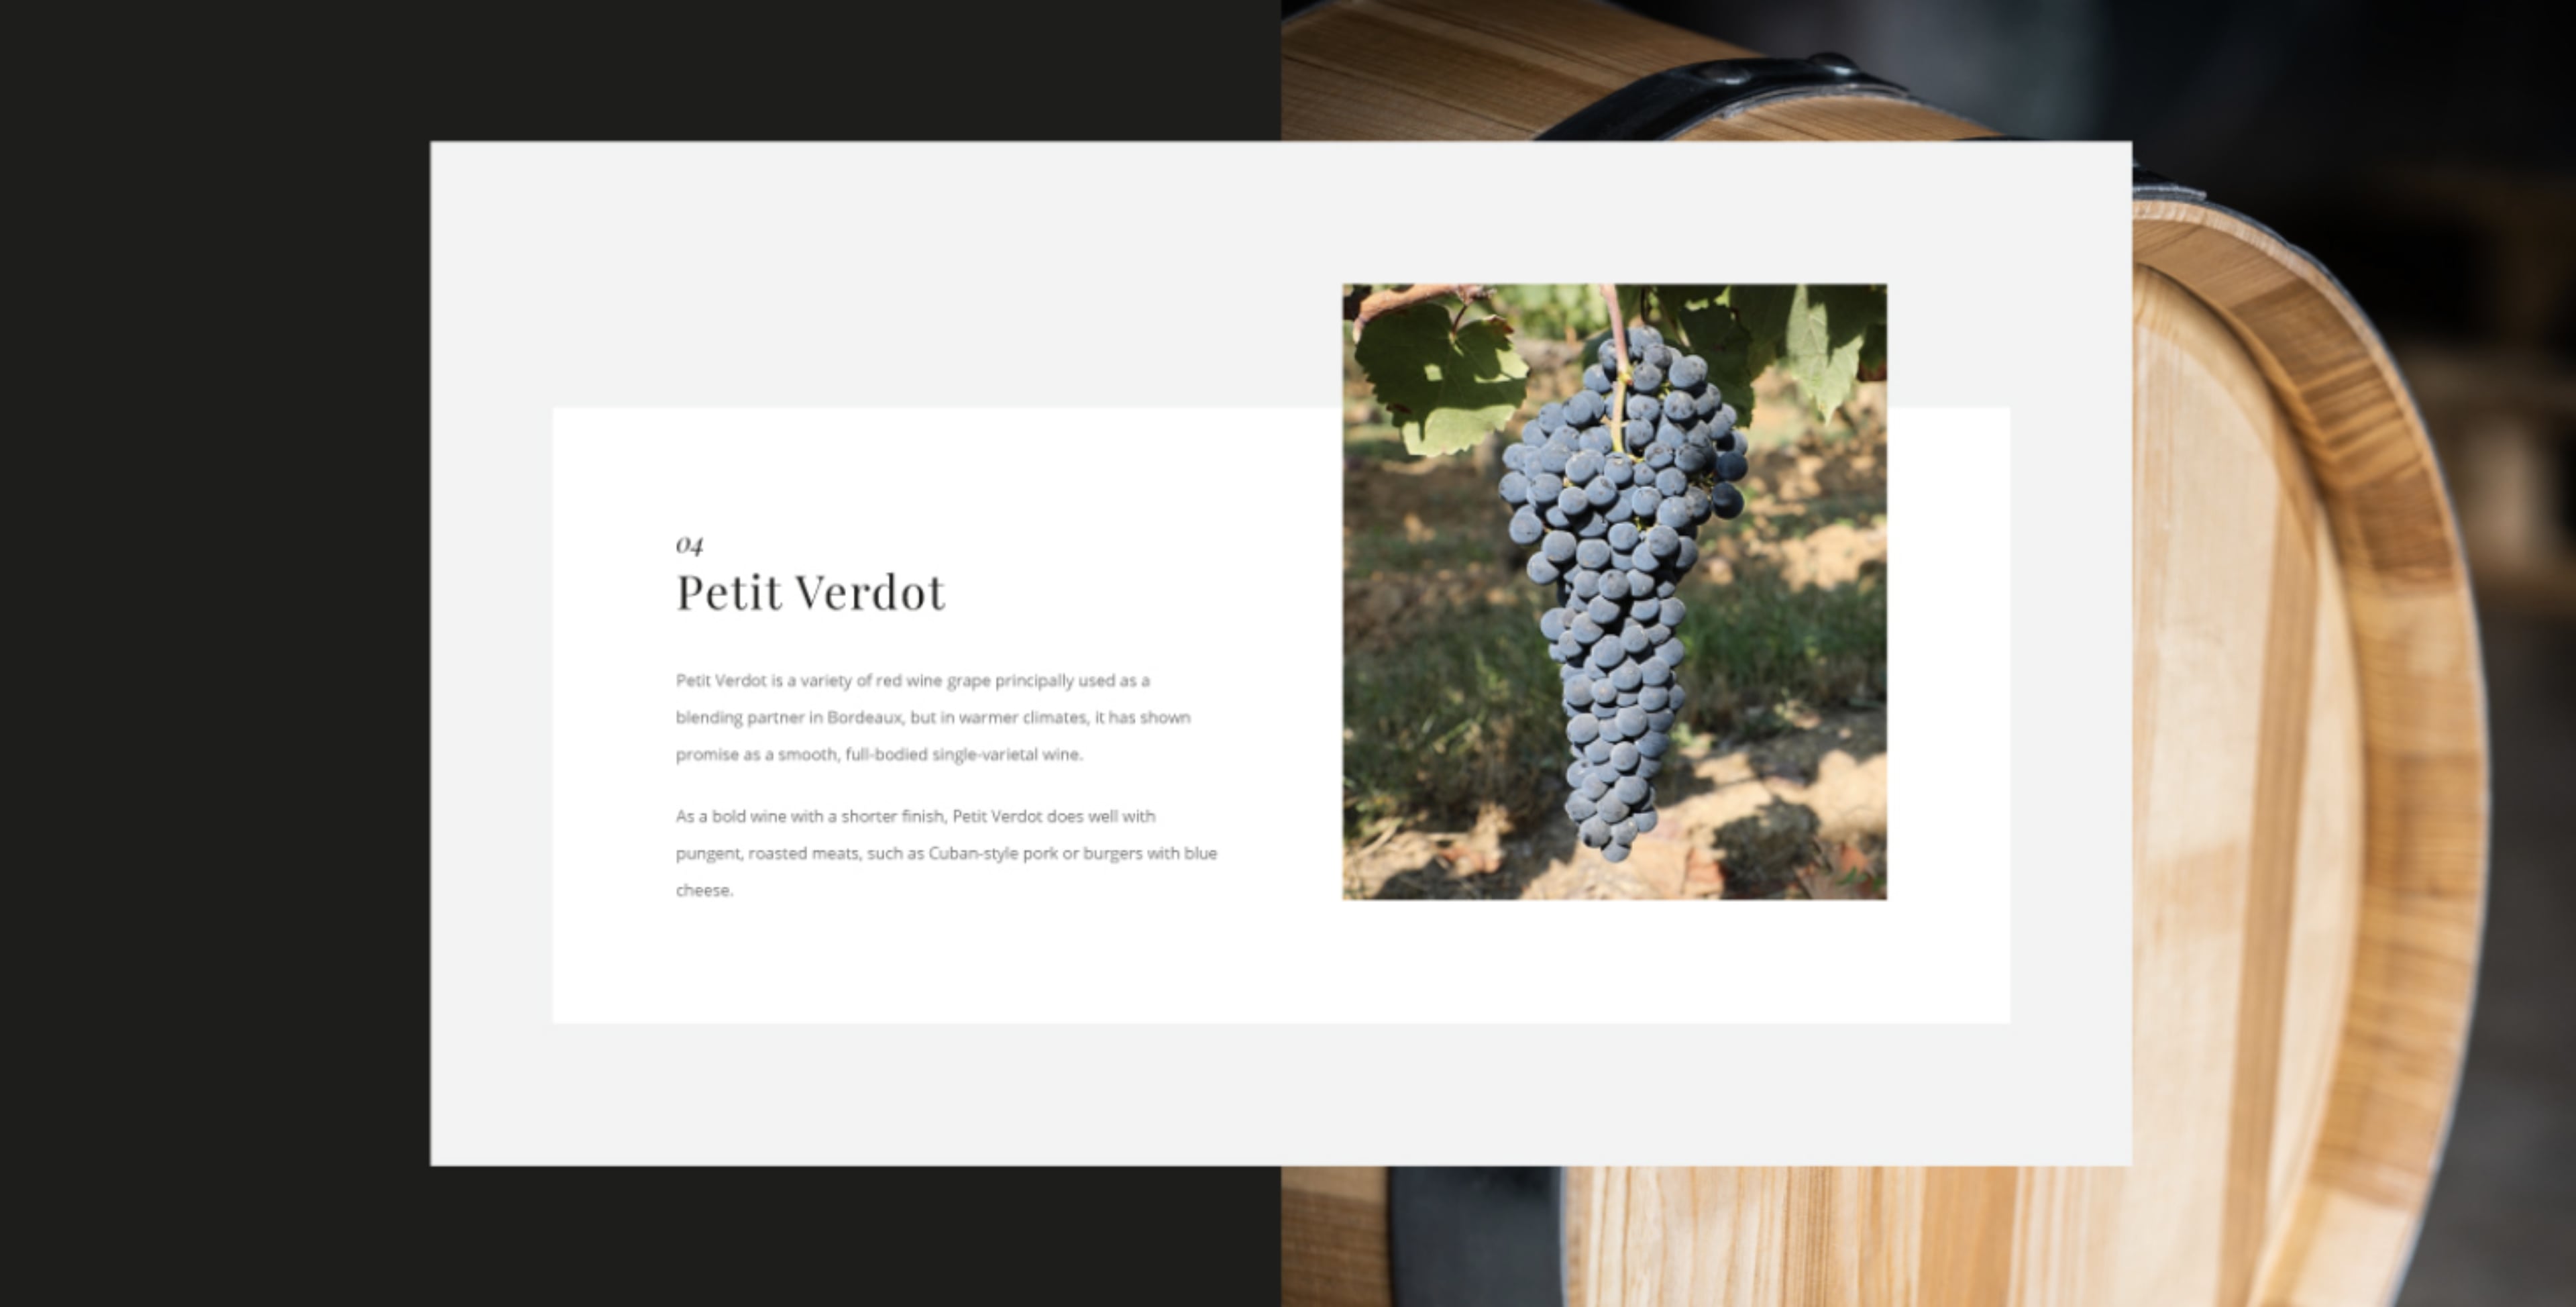 04
Petit Verdot
Petit Verdot is a variety of red wine grape principally used as a
blending partner in Bordeaux, but in warmer climates, it has shown
promise as a smooth, full-bodied single-varietal wine.
As a bold wine with a shorter finish, Petit Verdot does well with
pungent, roasted meats, such as Cuban-style pork or burgers with blue
cheese.